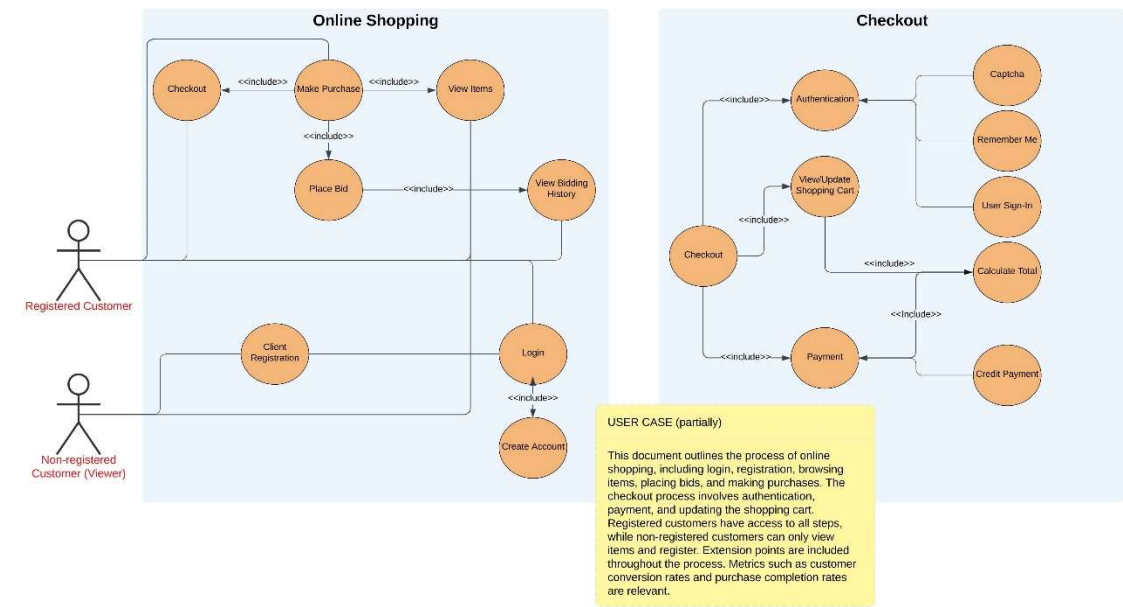 Online Shopping
Checkout
<<include>>
Make Purchase
<<include>>
View Items
<<include>>
Place Bid
<<include>>
View Bidding
History
Registered Customer
Client
Registration
Login
<<include>>
Create Account
Non-registered
Customer (Viewer)
Checkout
Captcha
<<include>>
Authentication
Remember Me
View/Update
Shopping Cart
User Sign-In
<<include>>
Checkout
<<include>>
Calculate Total
<<Include>>
<<include>>
Payment
Credit Payment
USER CASE (partially)
This document outlines the process of online
shopping, including login, registration, browsing
items, placing bids, and making purchases. The
checkout process involves authentication,
payment, and updating the shopping cart.
Registered customers have access to all steps,
while non-registered customers can only view
items and register. Extension points are included
throughout the process. Metrics such as customer
conversion rates and purchase completion rates
are relevant.